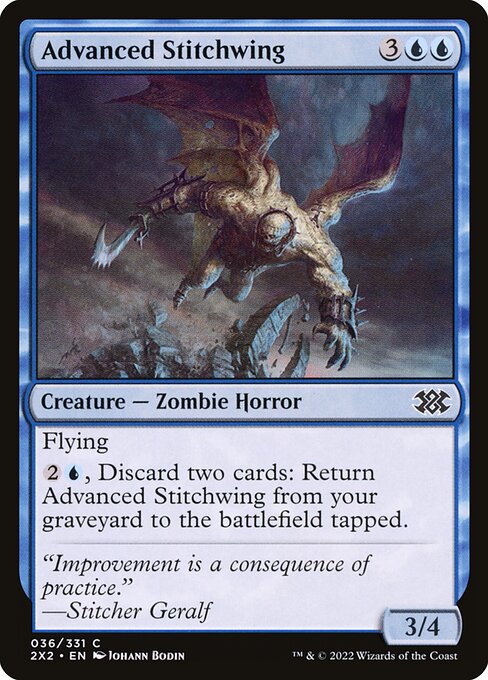 Advanced Stitchwing 3
Creature — Zombie Horror
Flying
2, Discard two cards: Return
Advanced Stitchwing from your
graveyard to the battlefield tapped.
“Improvement is a consequence of
practice.”
—Stitcher Geralf
3/4
036/331 C
2X2 • EN Johann Bodin ™ & © 2022 Wizards of the Coast